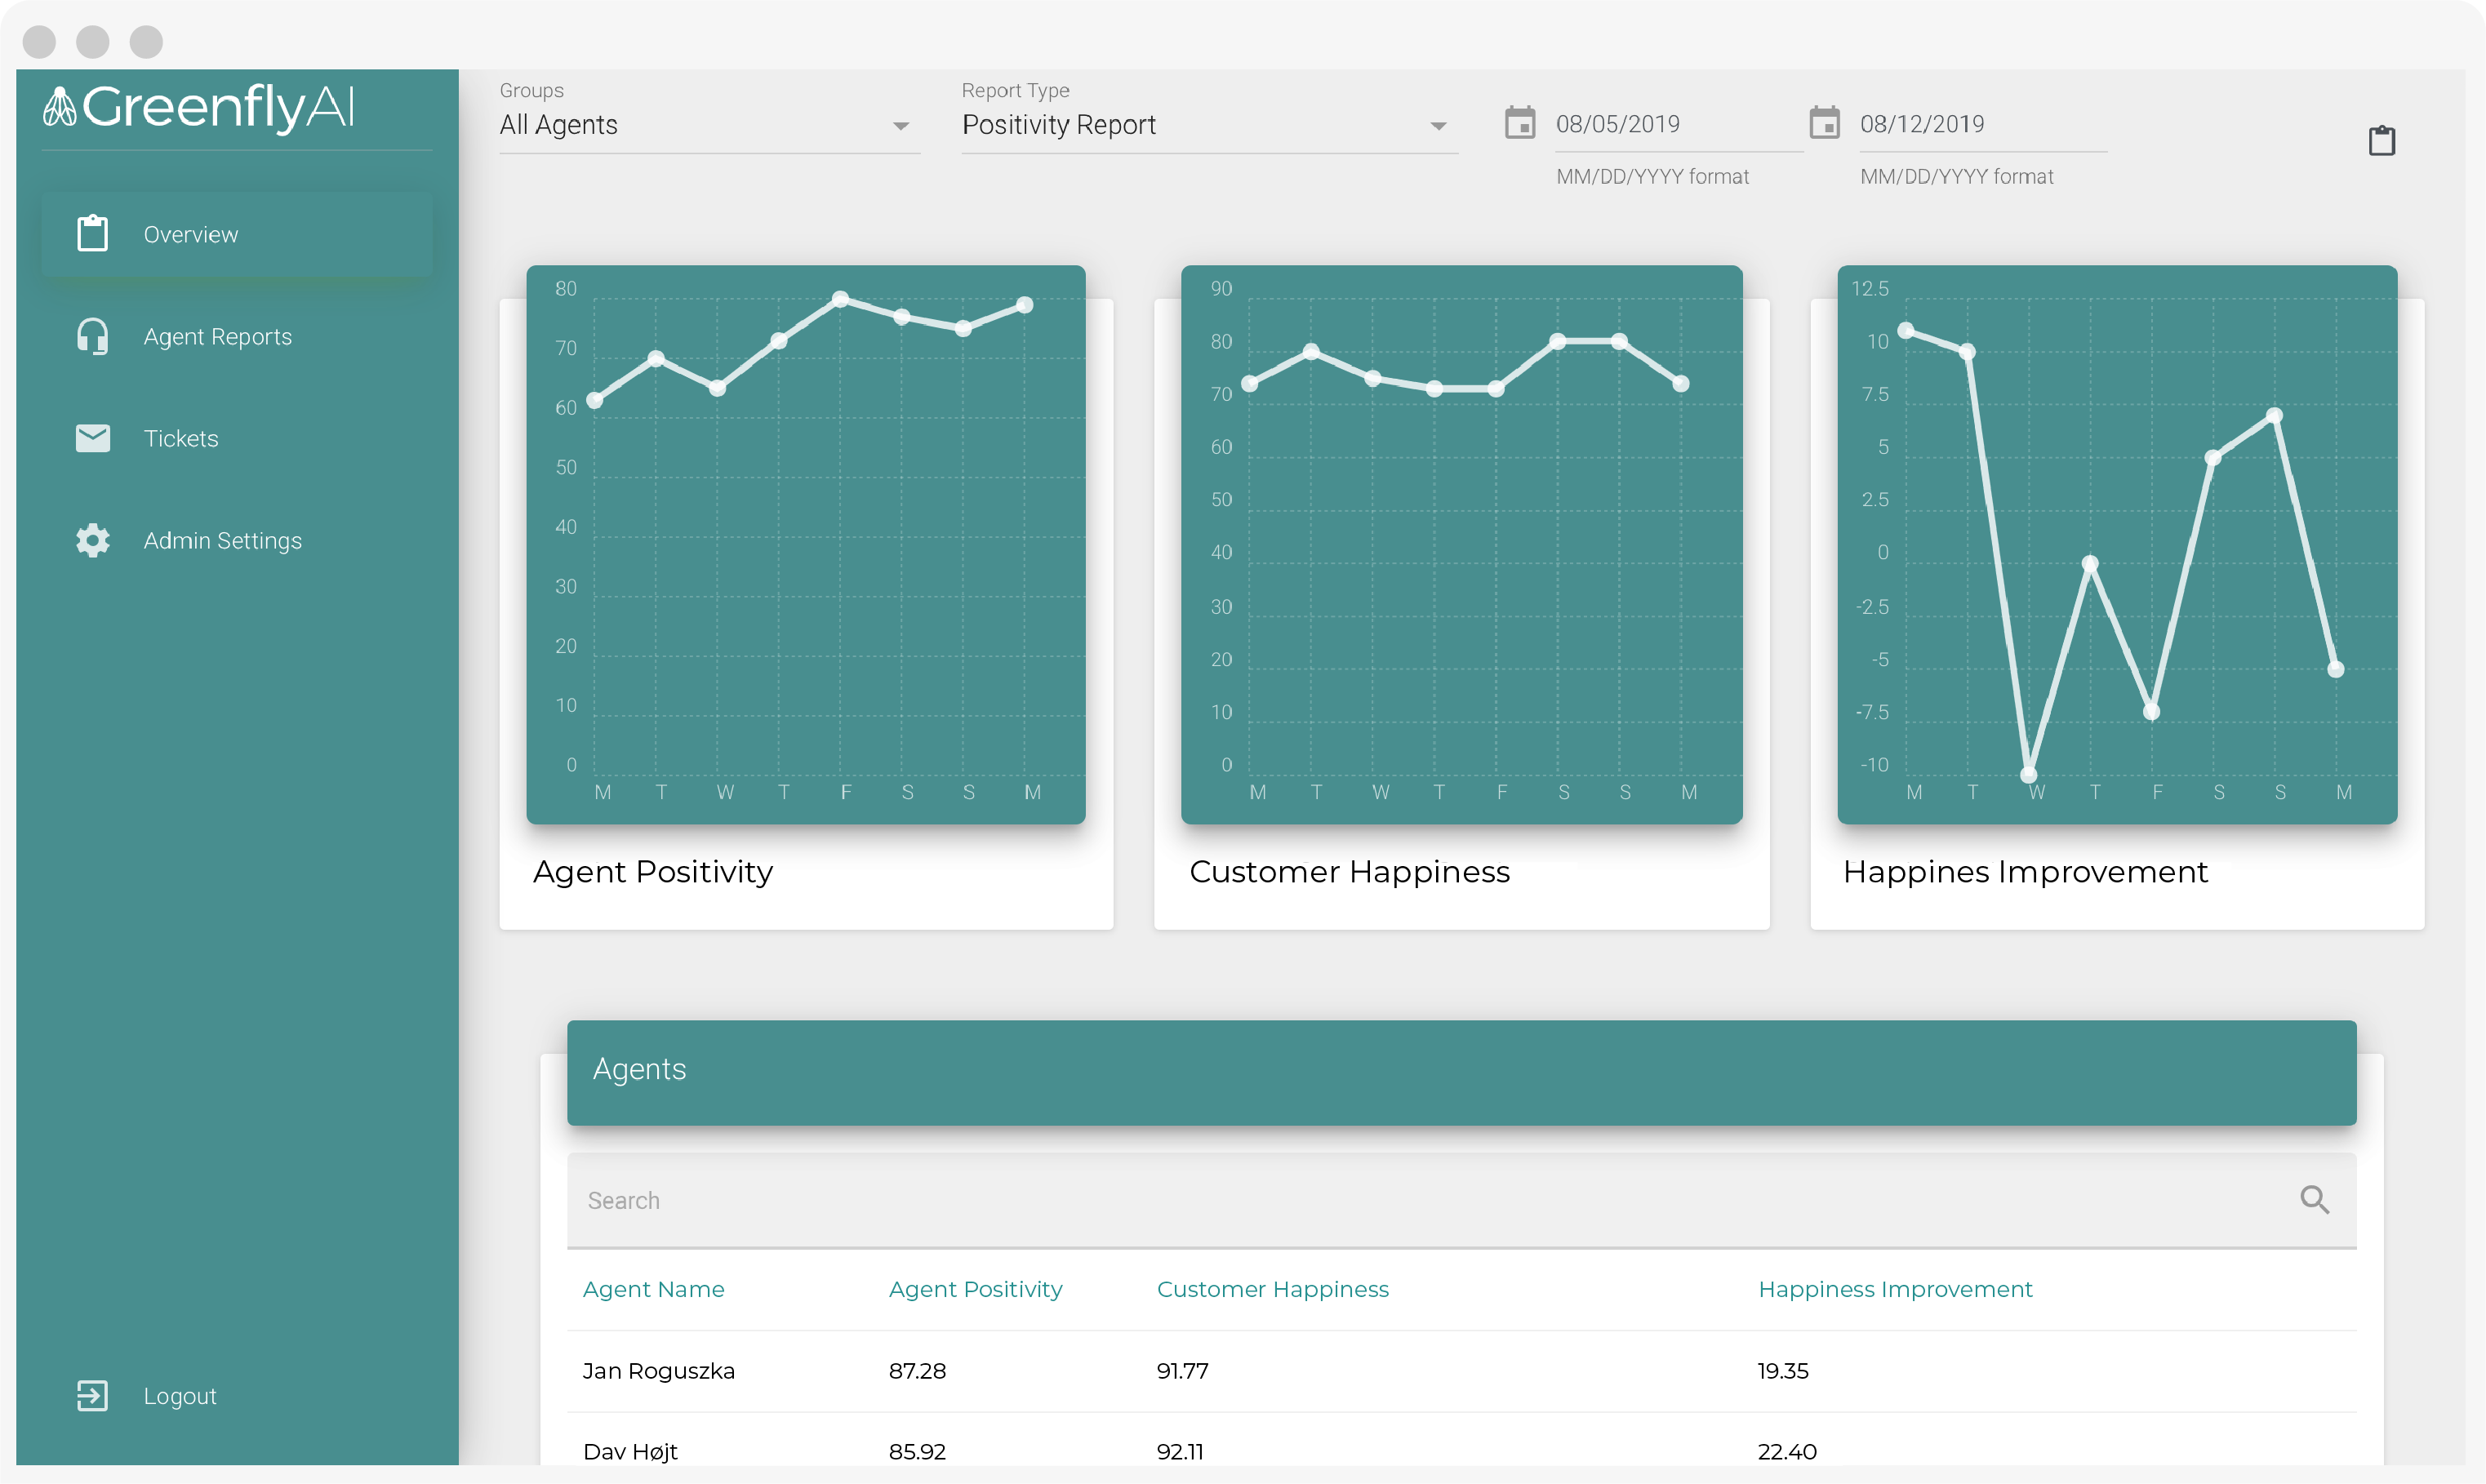 GreenflyAI
Overview
Agent Reports
Tickets
Admin Settings
Logout
Groups
All Agents
Report Type
Positivity Report
08/05/2019
MM/DD/YYYY format
08/12/2019
MM/DD/YYYY format
80
70
60
50
40
30
20
10
0
M T W T F S S M
Agent Positivity
90
80
70
60
50
40
30
20
10
0
M T W T F S S M
Customer Happiness
12.5
10
7.5
5
2.5
0
-2.5
-5
-7.5
-10
M T W T F S S M
Happines Improvement
Agents
Search
Agent Name Agent Positivity Customer Happiness Happiness Improvement
Jan Roguszka 87.28 91.77 19.35
Dav Højt 85.92 92.11 22.40